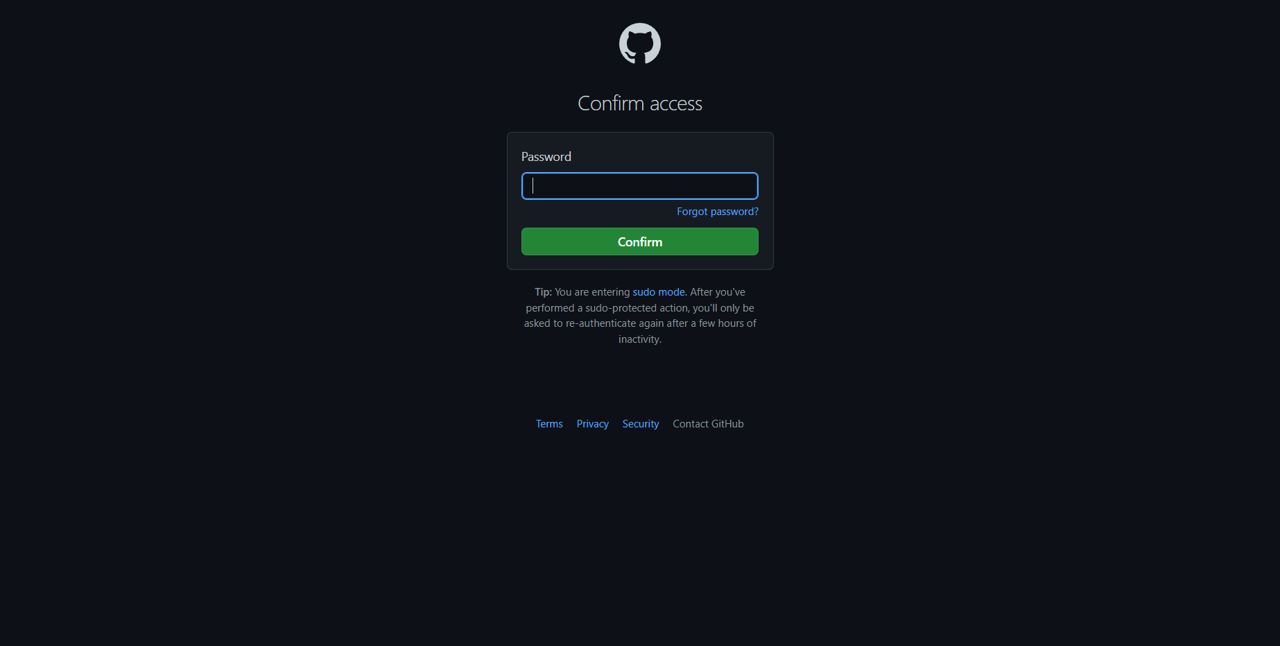 Confirm access
Password
Forgot password?
Confirm
Tip: You are entering sudo mode. After you've
performed a sudo-protected action, you'll only be
asked to re-authenticate again after a few hours of
inactivity.
Terms Privacy Security Contact GitHub